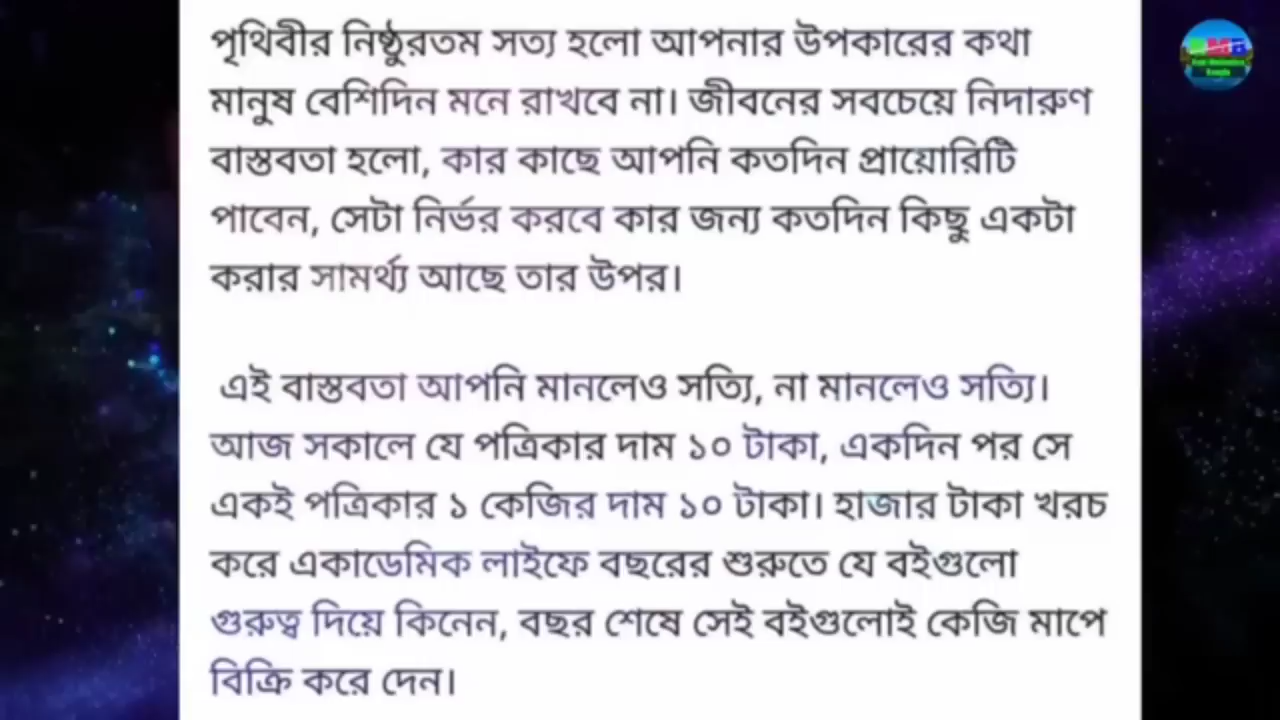 পৃথিবীর নিষ্ঠুরতম সত্য হলো আপনার উপকারের কথা
মানুষ বেশিদিন মনে রাখবে না। জীবনের সবচেয়ে নিদারুণ
বাস্তবতা হলো, কার কাছে আপনি কতদিন প্রায়োরিটি
পাবেন, সেটা নির্ভর করবে কার জন্য কতদিন কিছু একটা
করার সামর্থ্য আছে তার উপর।
এই বাস্তবতা আপনি মানলেও সত্যি, না মানলেও সত্যি।
আজ সকালে যে পত্রিকার দাম ১০ টাকা, একদিন পর সে
একই পত্রিকার ১ কেজির দাম ১০ টাকা। হাজার টাকা খরচ
করে একাডেমিক লাইফে বছরের শুরুতে যে বইগুলো
গুরুত্ব দিয়ে কিনেন, বছর শেষে সেই বইগুলোই কেজি মাপে
বিক্রি করে দেন।